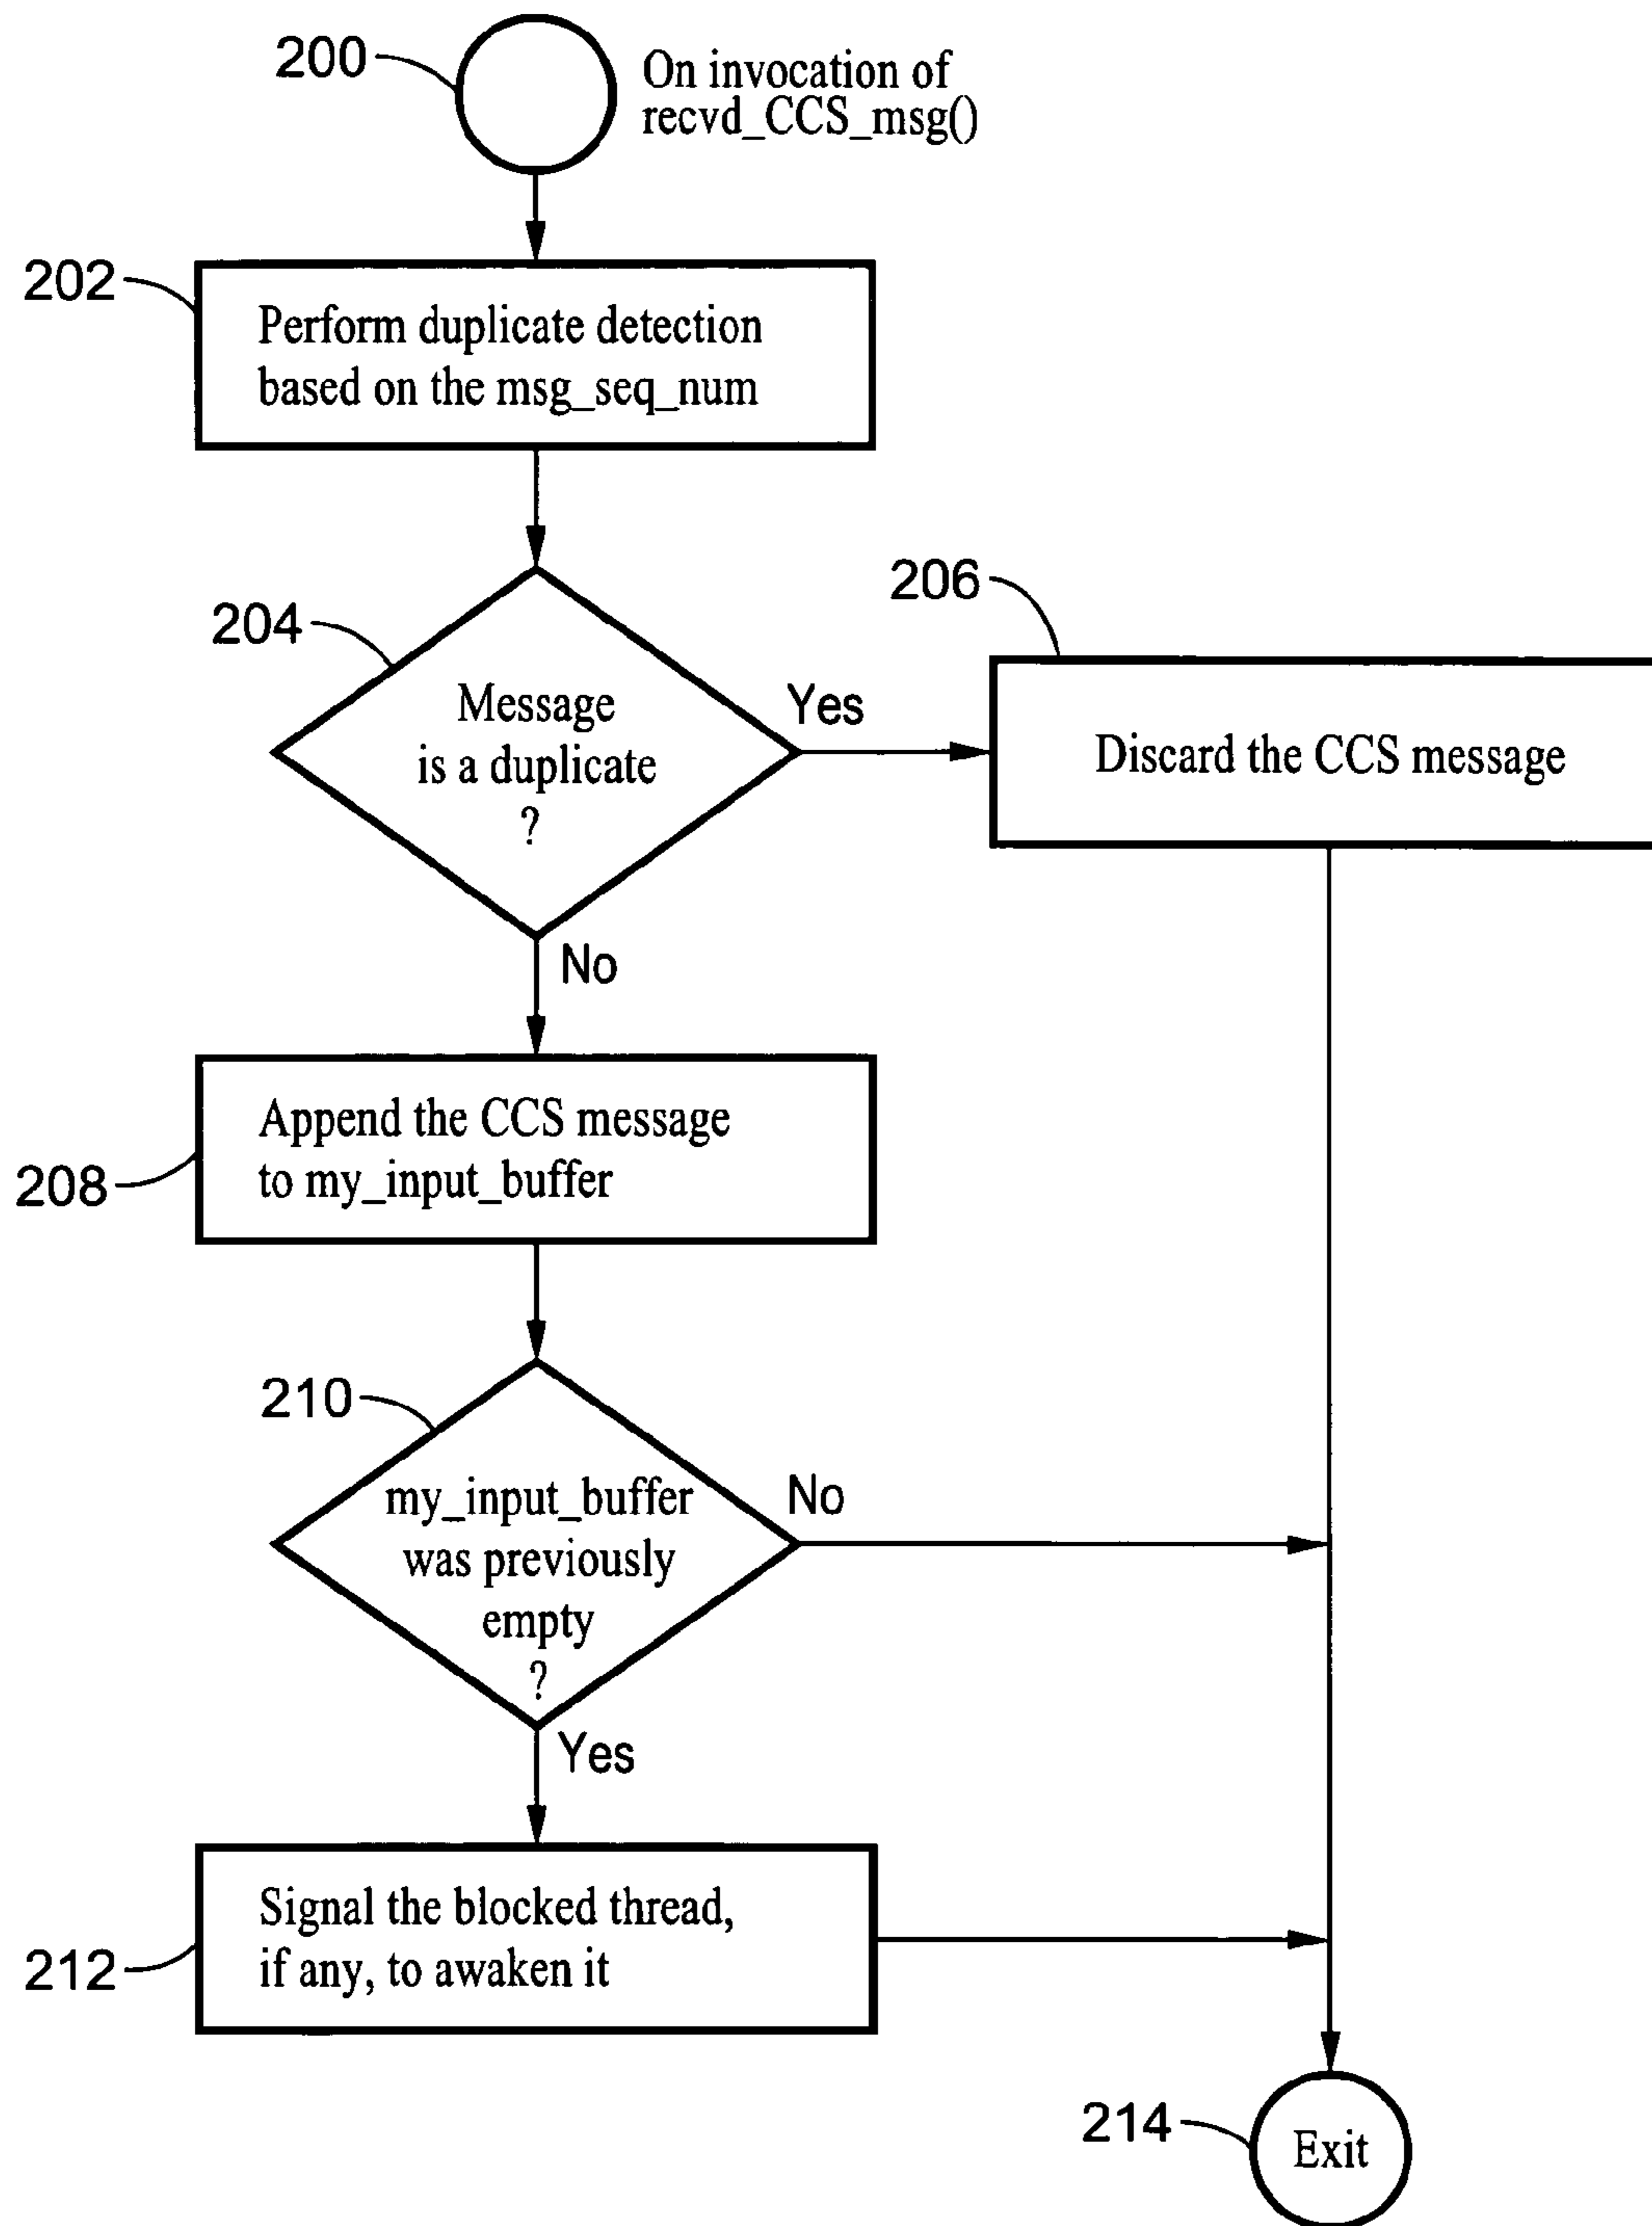 200
On invocation of
recvd_CCS_msg()
202
Perform duplicate detection
based on the msg_seq_num
204
Message
is a duplicate
?
Yes
206
Discard the CCS message
No
208
Append the CCS message
to my_input_buffer
210
my_input_buffer
was previously
empty
?
No
Yes
212
Signal the blocked thread,
if any, to awaken it
214
Exit